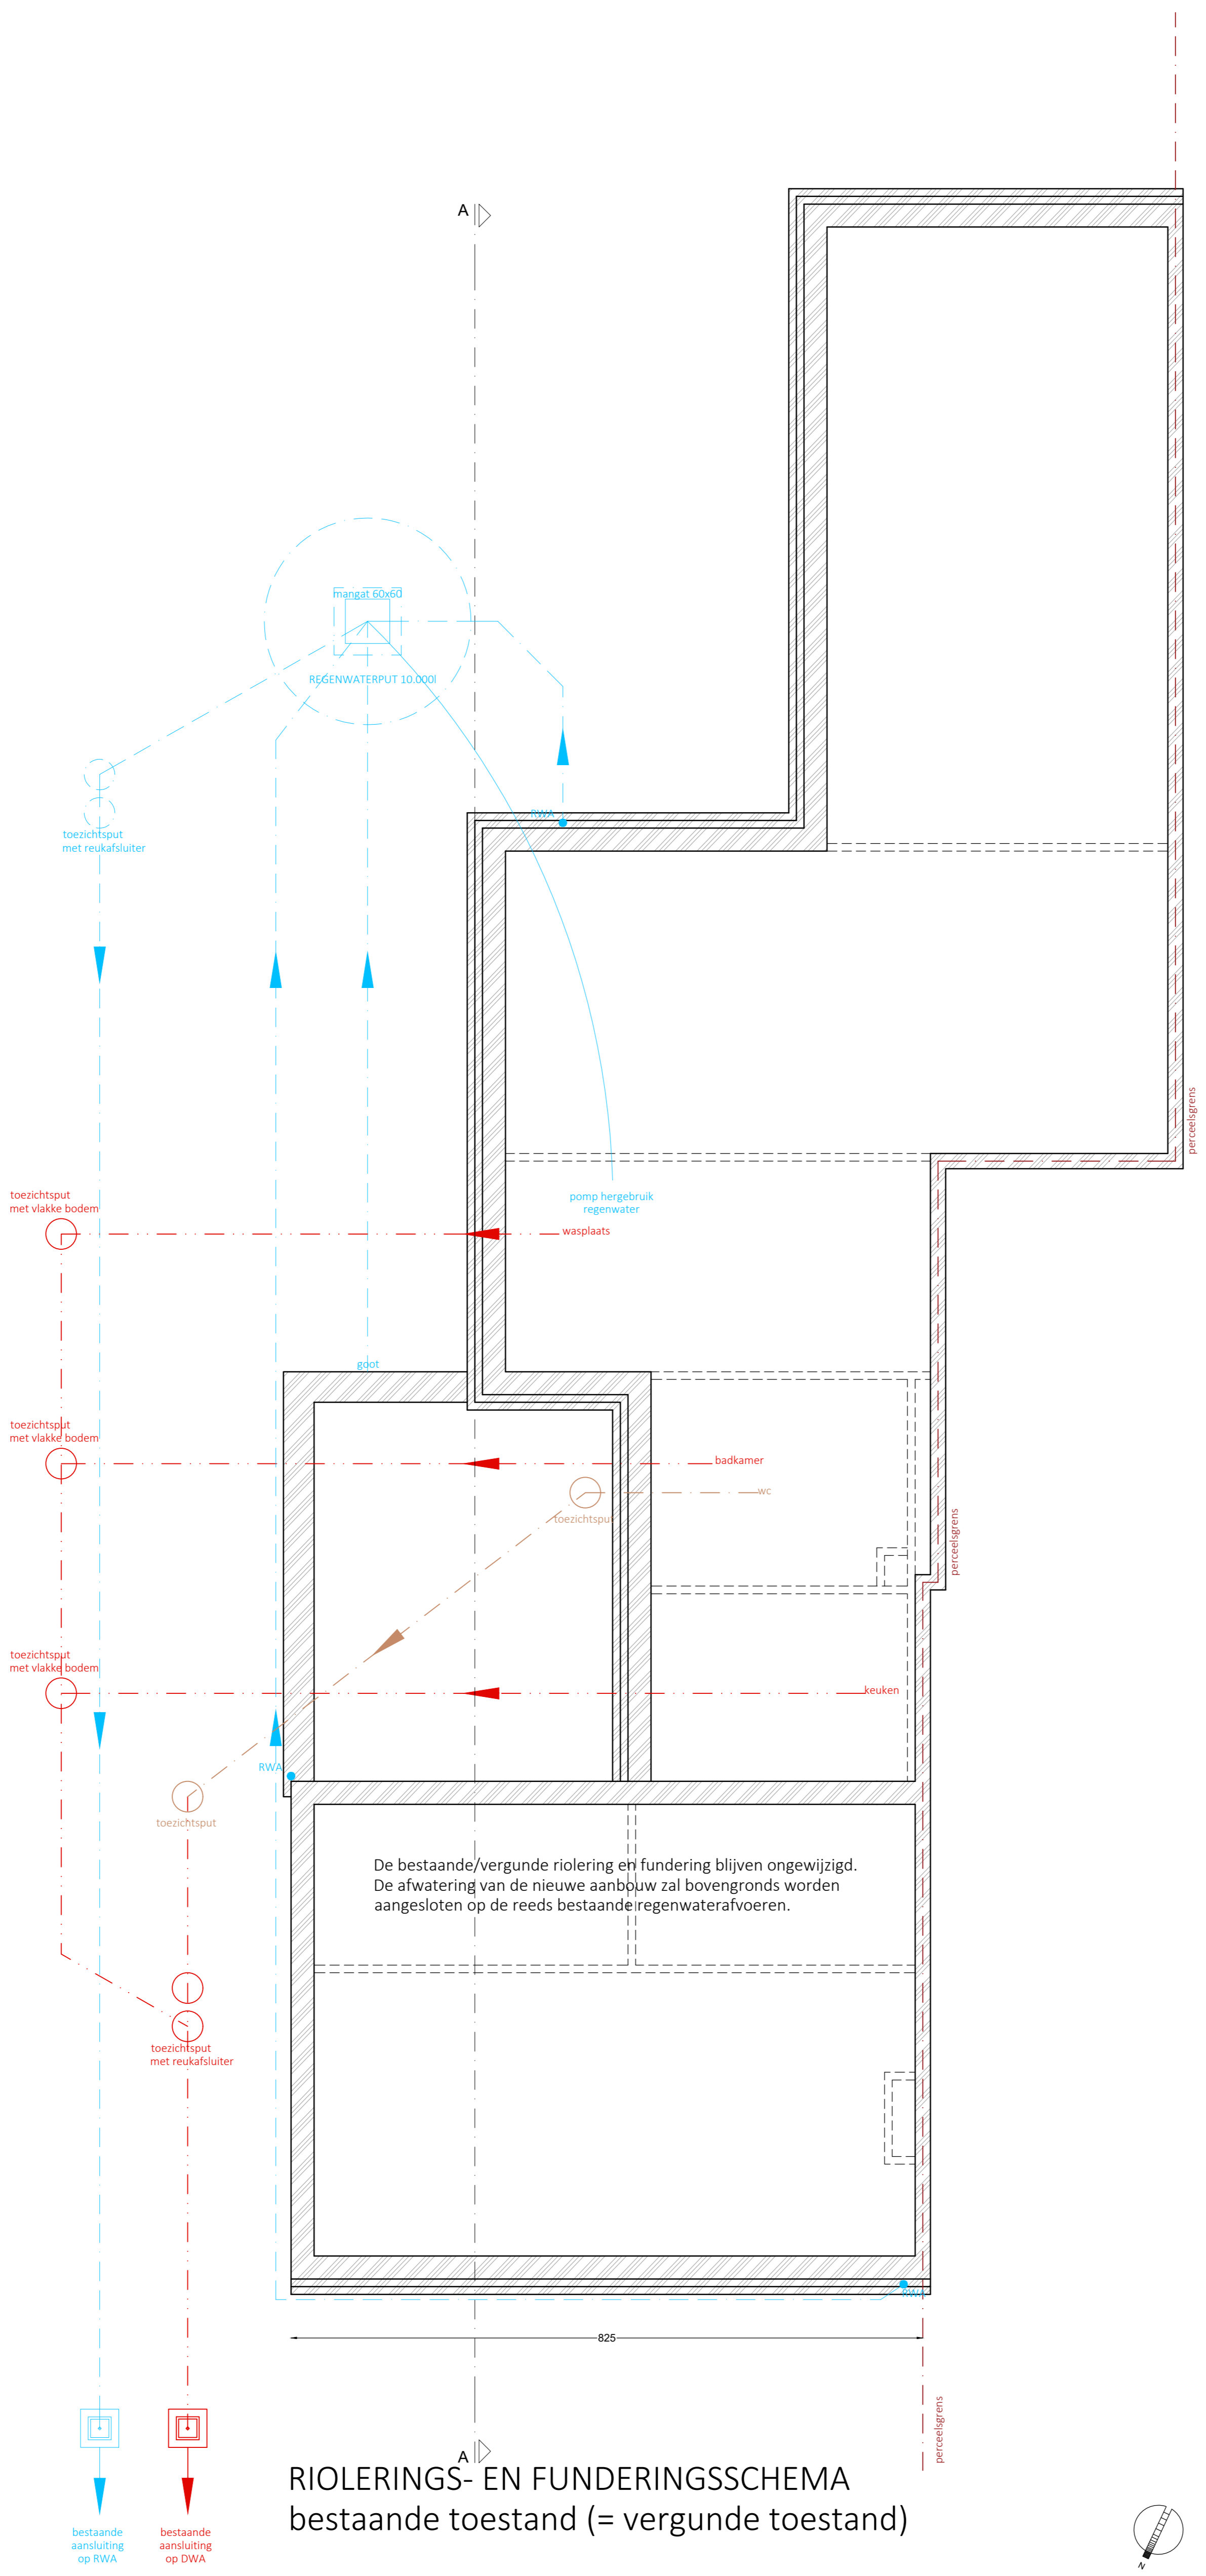 A
mangat 60x60
REGENWATERPUT 10.000l
RWA
toezichtsput
met reukafsluiter
perceelsgrens
toezichtsput
met vlakke bodem
pomp hergebruik
regenwater
wasplaats
goot
toezichtsput
met vlakke bodem
badkamer
wc
toezichtsput
perceelsgrens
toezichtsput
met vlakke bodem
keuken
RWA
toezichtsput
De bestaande/vergunde riolering en fundering blijven ongewijzigd.
De afwatering van de nieuwe aanbouw zal bovengronds worden
aangesloten op de reeds bestaande regenwaterafvoeren.
toezichtsput
met reukafsluiter
RWA
825
perceelsgrens
A
RIOLERINGS- EN FUNDERINGSSCHEMA
bestaande toestand (= vergunde toestand)
bestaande
aansluiting
op RWA
bestaande
aansluiting
op DWA
N